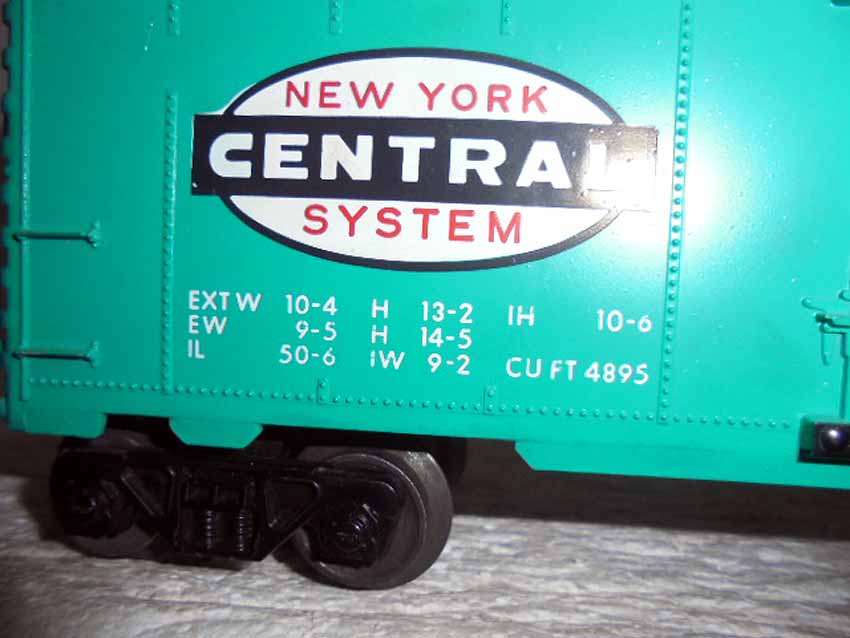 NEW YORK
CENTRAL
SYSTEM
EXT W 10-4 H 13-2 IH 10-6
EW 9-5 H 14-5
IL 50-6 IW 9-2 CU FT 4895